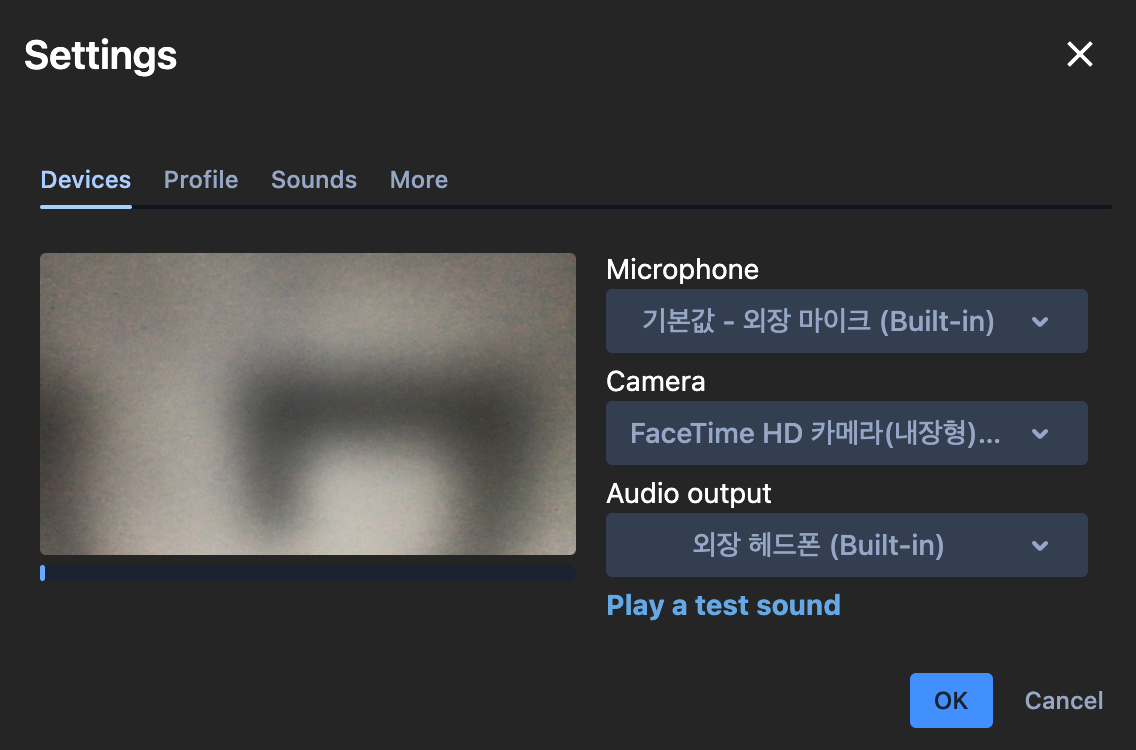 Settings
Devices Profile Sounds More
Microphone
기본값 - 외장 마이크 (Built-in)
Camera
FaceTime HD 카메라(내장형)...
Audio output
외장 헤드폰 (Built-in)
Play a test sound
OK Cancel